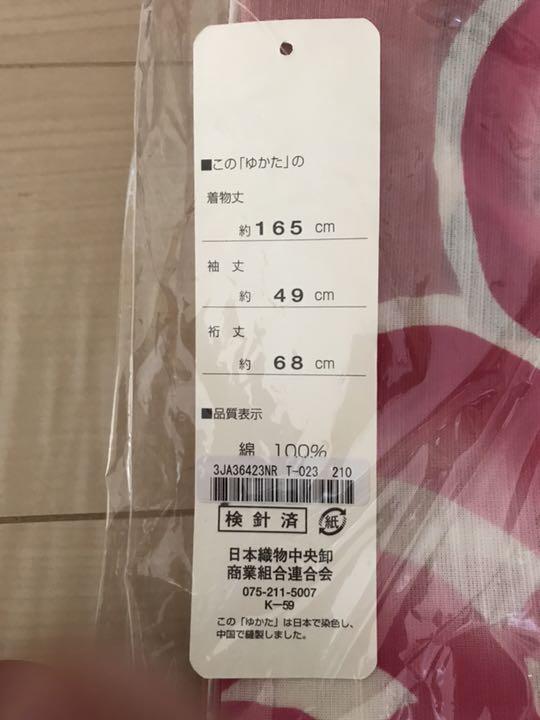 ■この「ゆかた」の
着物丈
約165 cm
袖 丈
約 49 cm
裄 丈
約 68 cm
■品質表示
綿 100%
3JA36423NR T-023 210
検針済 紙
日本織物中央卸
商業組合連合会
075-211-5007
K-59
この「ゆかた」は日本で染色し、
中国で縫製しました。